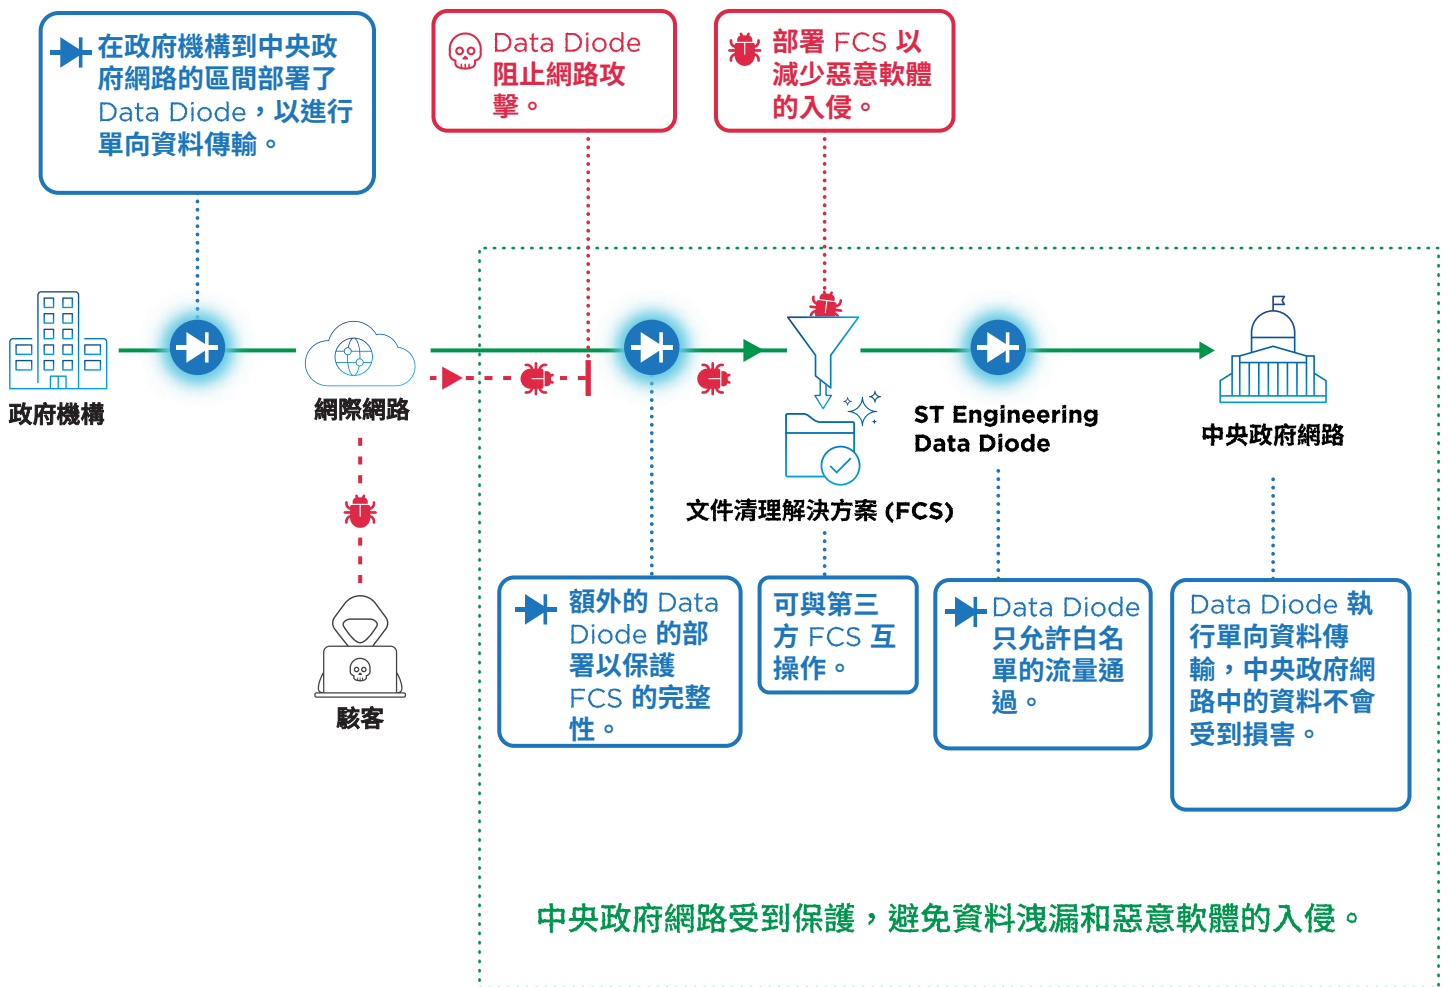 在政府機構到中央政
府網路的區間部署了
Data Diode，以進行
單向資料傳輸。
Data Diode
阻止網路攻
擊。
部署 FCS 以
減少惡意軟體
的入侵。
政府機構
網際網路
ST Engineering
Data Diode
中央政府網路
文件清理解決方案 (FCS)
駭客
額外的 Data
Diode 的部
署以保護
FCS 的完整
性。
可與第三
方 FCS 互
操作。
Data Diode
只允許白名
單的流量通
過。
Data Diode 執
行單向資料傳
輸，中央政府網
路中的資料不會
受到損害。
中央政府網路受到保護，避免資料洩漏和惡意軟體的入侵。